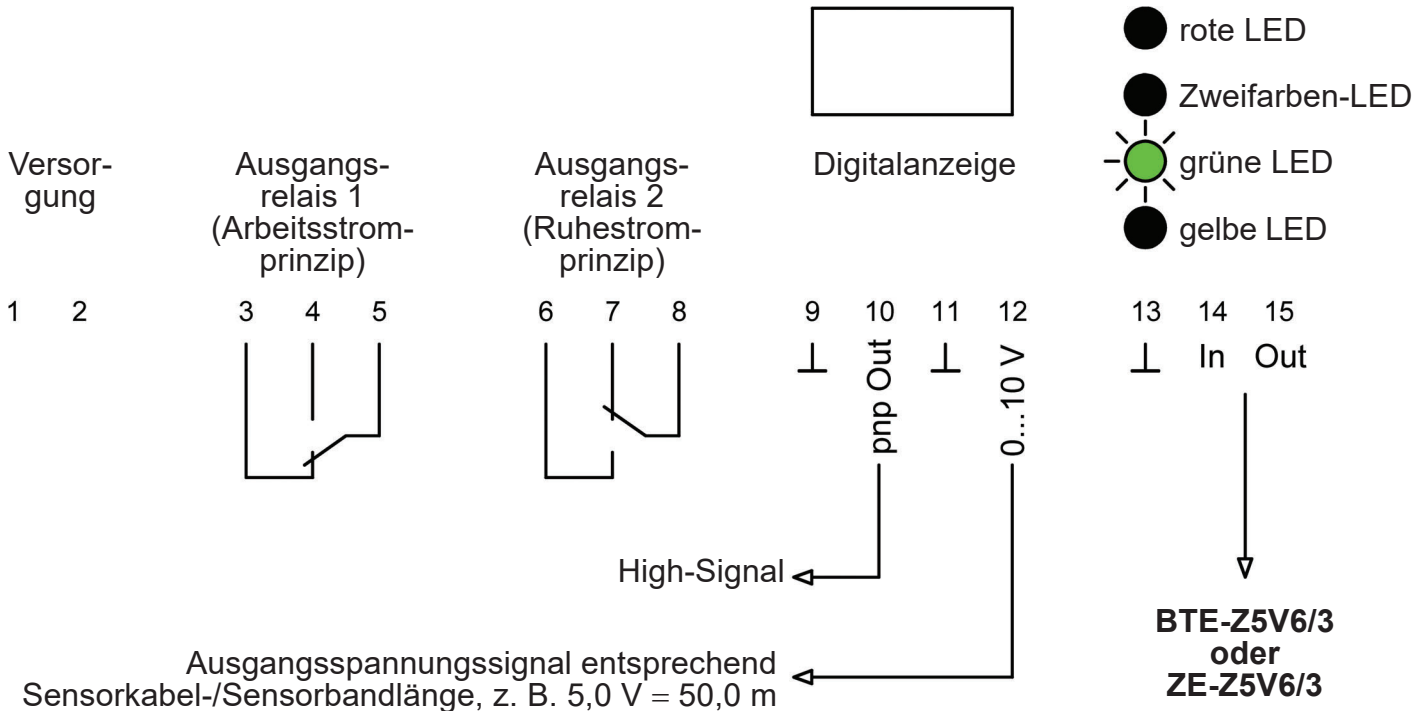 rote LED
Zweifarben-LED
grüne LED
gelbe LED
Versor-
gung
Ausgangs-
relais 1
(Arbeitsstrom-
prinzip)
Ausgangs-
relais 2
(Ruhestrom-
prinzip)
Digitalanzeige
1 2 3 4 5 6 7 8 9 10 11 12 13 14 15
pnp Out
0...10 V
In Out
High-Signal
Ausgangsspannungssignal entsprechend
Sensorkabel-/Sensorbandlänge, z. B. 5,0 V = 50,0 m
BTE-Z5V6/3
oder
ZE-Z5V6/3